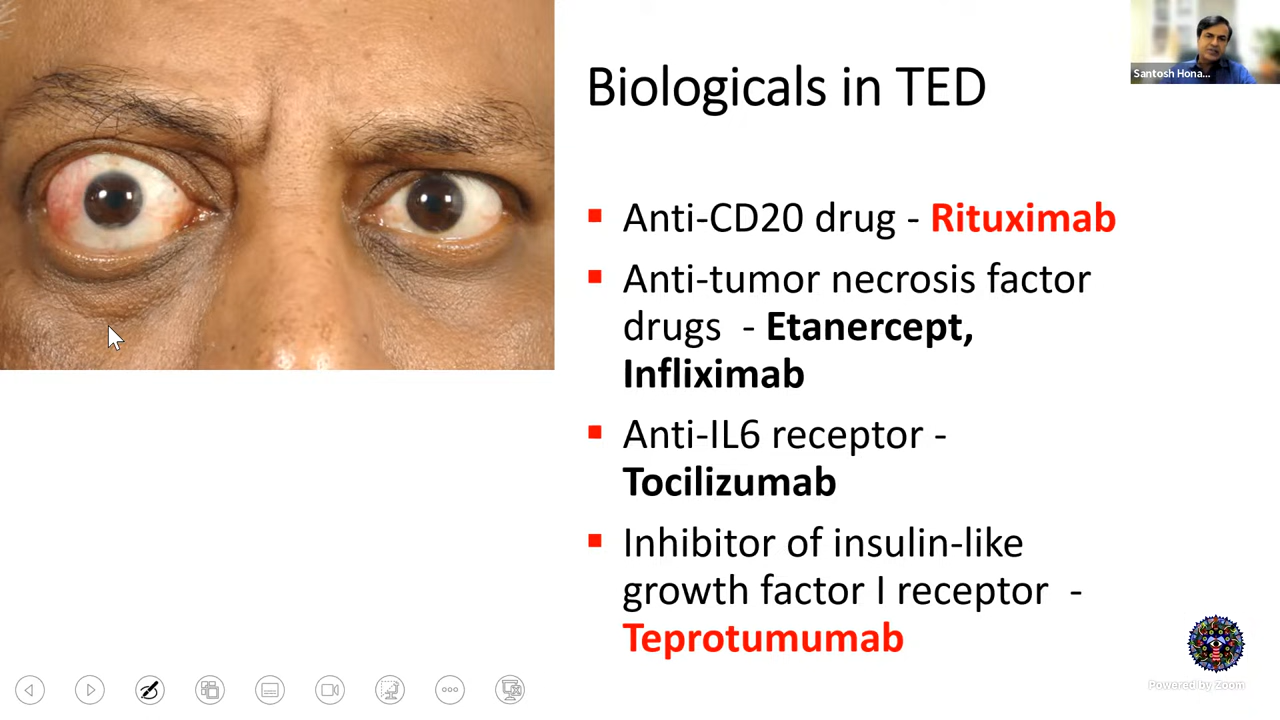 Santosh Hona...
Biologicals in TED
Anti-CD20 drug - Rituximab
Anti-tumor necrosis factor
drugs - Etanercept,
Infliximab
Anti-IL6 receptor -
Tocilizumab
Inhibitor of insulin-like
growth factor I receptor -
Teprotumumab
Powered by Zoom